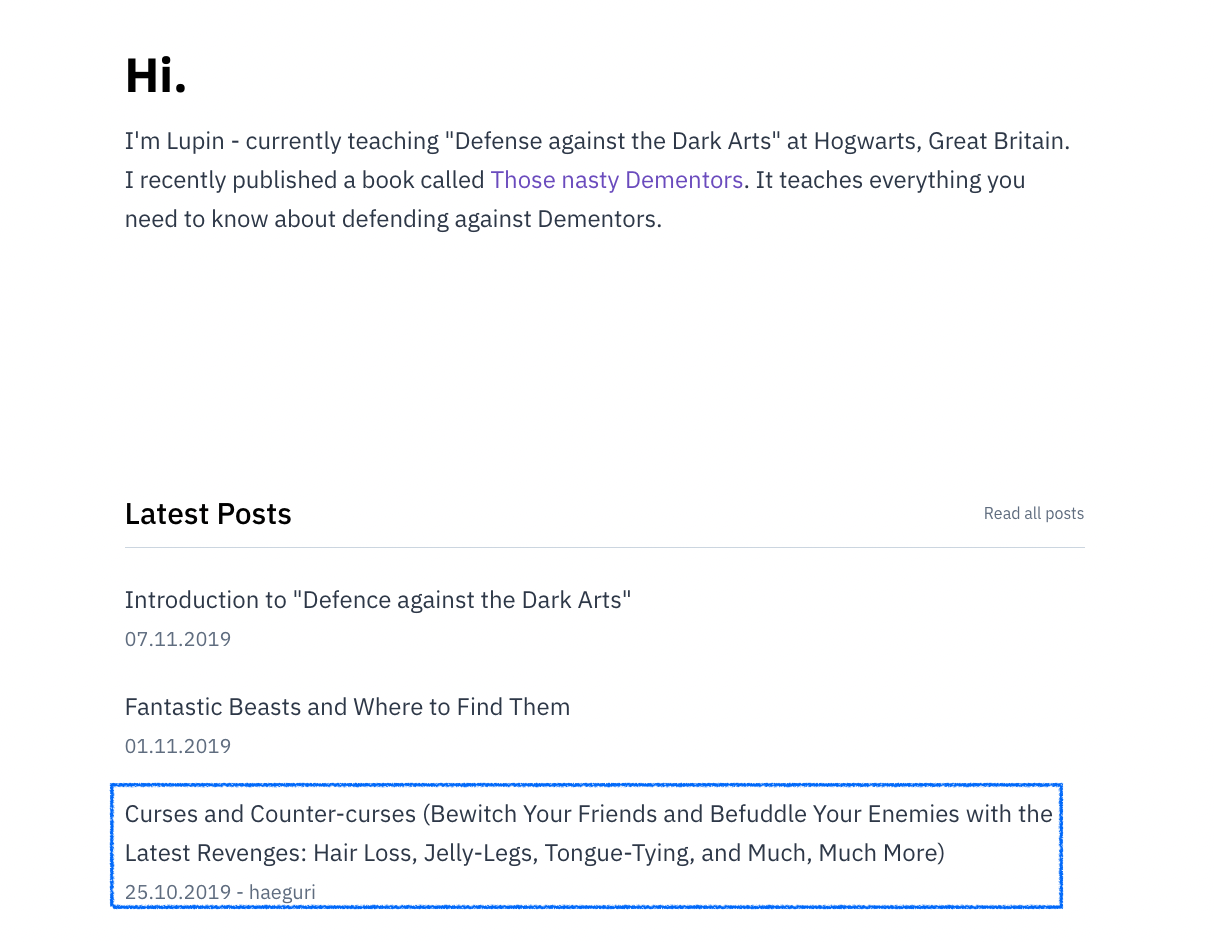 Hi.
I'm Lupin - currently teaching "Defense against the Dark Arts" at Hogwarts, Great Britain.
I recently published a book called Those nasty Dementors. It teaches everything you
need to know about defending against Dementors.
Latest Posts
Read all posts
Introduction to "Defence against the Dark Arts"
07.11.2019
Fantastic Beasts and Where to Find Them
01.11.2019
Curses and Counter-curses (Bewitch Your Friends and Befuddle Your Enemies with the
Latest Revenges: Hair Loss, Jelly-Legs, Tongue-Tying, and Much, Much More)
25.10.2019 - haeguri